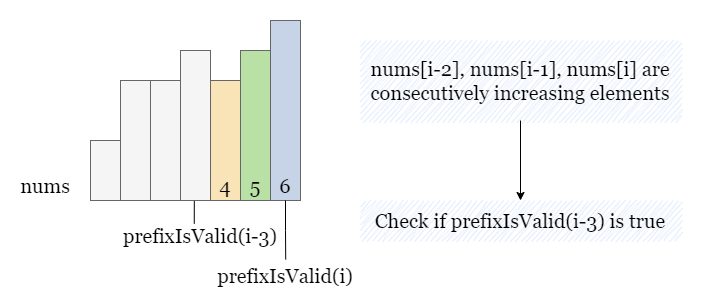 nums
4 5 6
prefixIsValid(i-3)
prefixIsValid(i)
nums[i-2], nums[i-1], nums[i] are
consecutively increasing elements
Check if prefixIsValid(i-3) is true